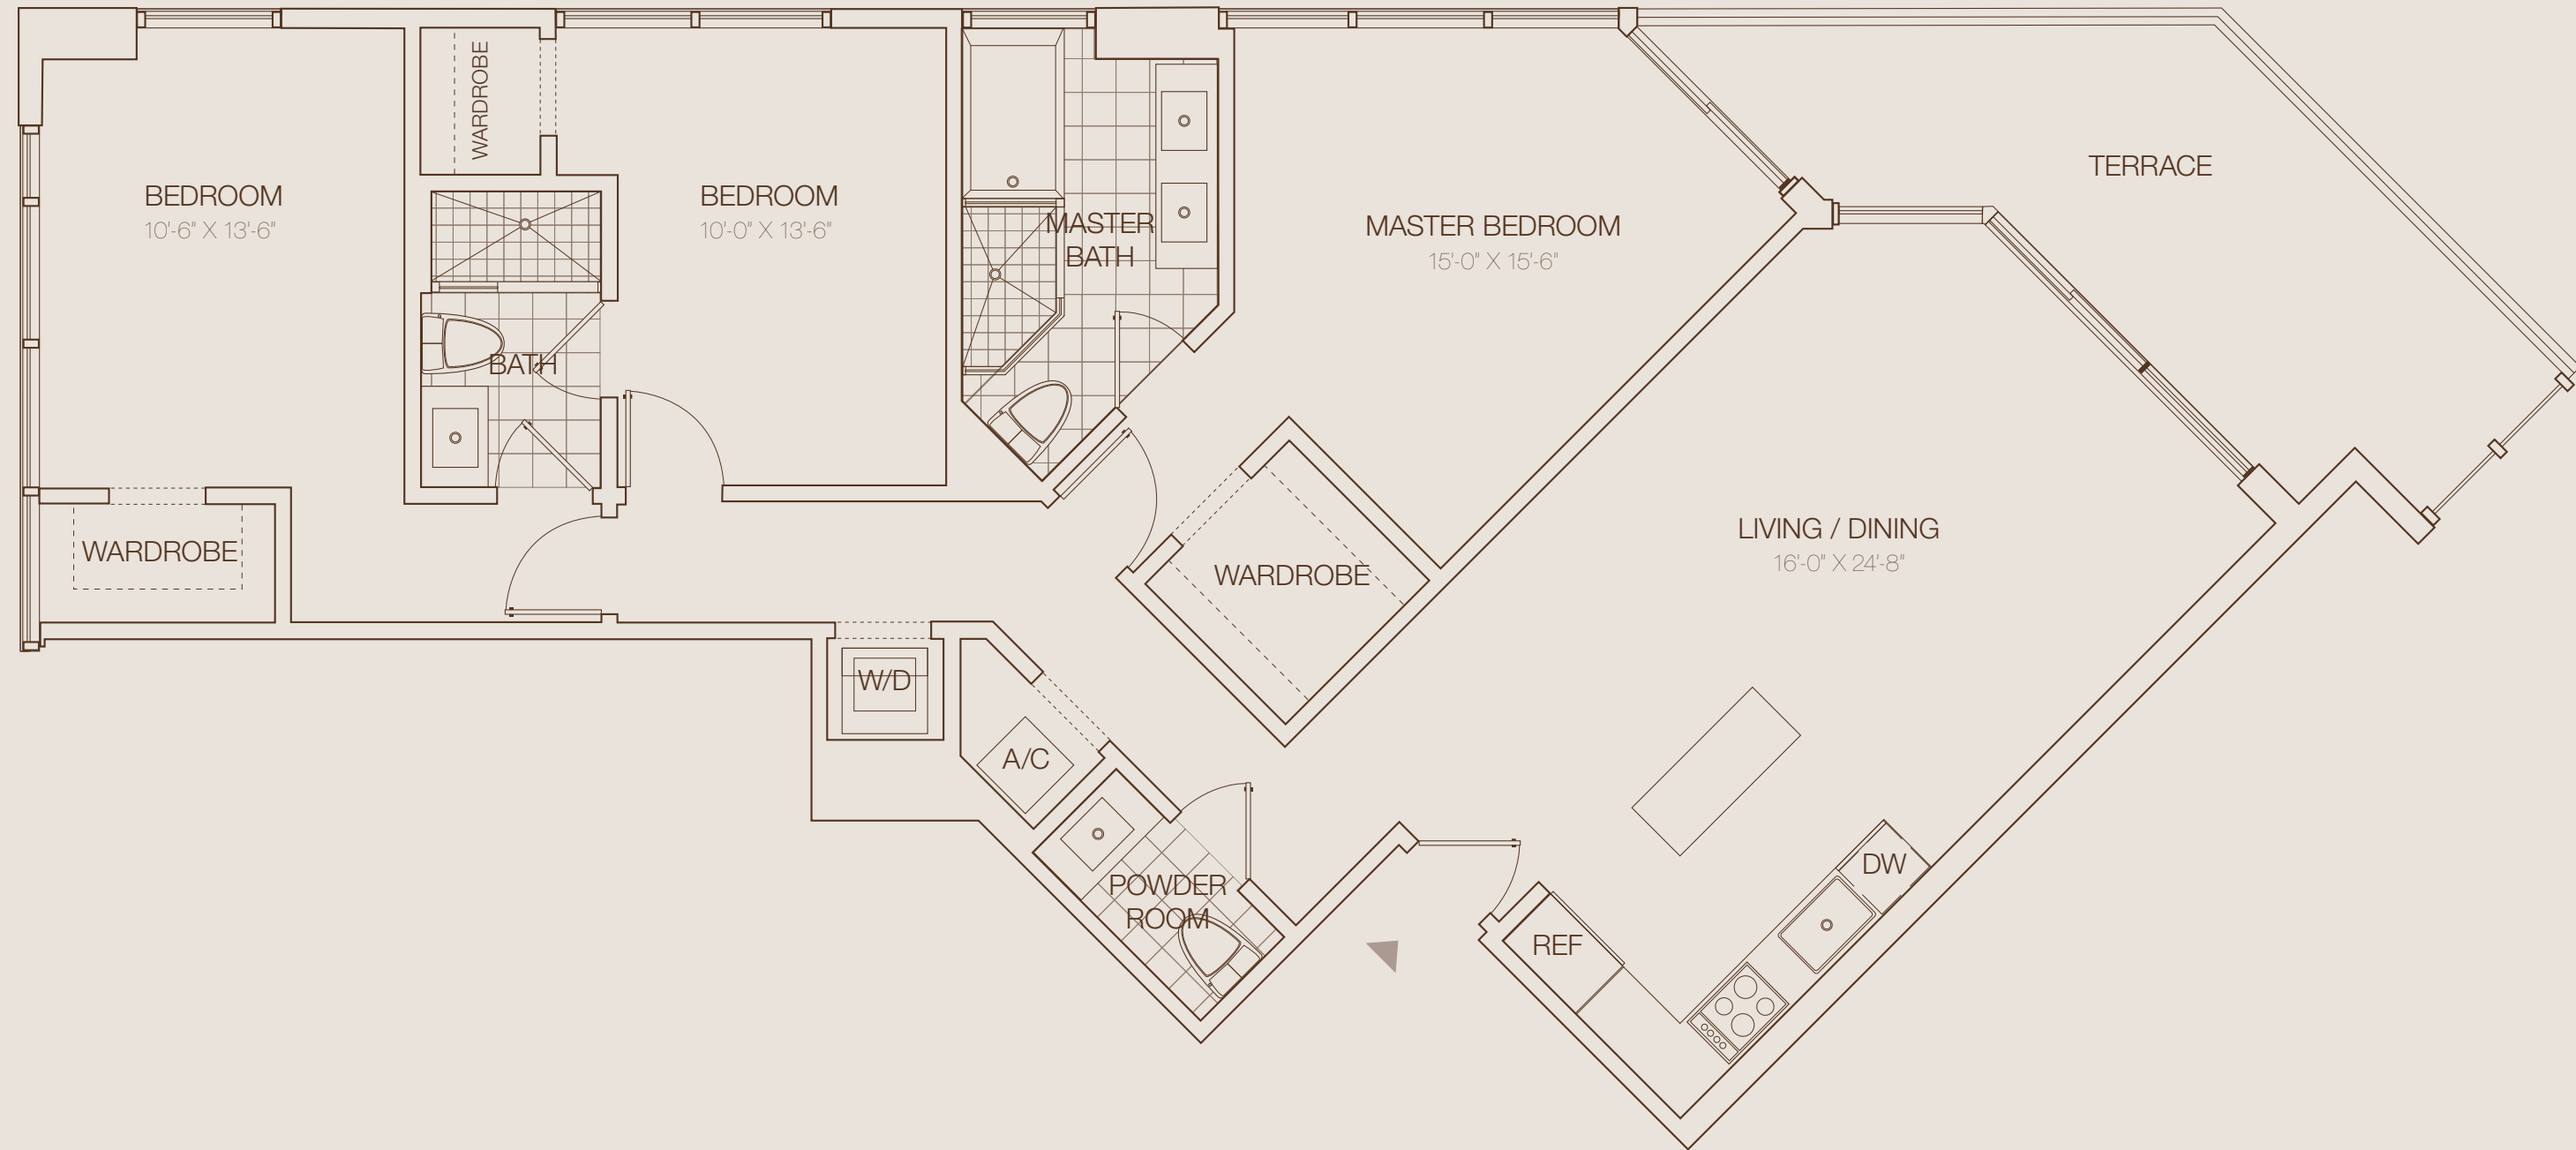 WARDROBE
BEDROOM
10'-6" X 13'-6"
BEDROOM
10'-0" X 13'-6"
MASTER
BATH
MASTER BEDROOM
15'-0" X 15'-6"
TERRACE
BATH
WARDROBE
WARDROBE
LIVING / DINING
16'-0" X 24'-8"
W/D
A/C
POWDER
ROOM
REF
DW